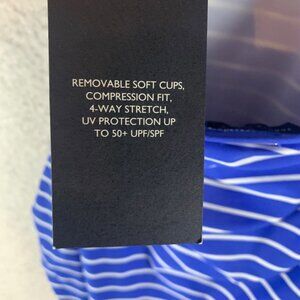 REMOVABLE SOFT CUPS,
COMPRESSION FIT,
4-WAY STRETCH,
UV PROTECTION UP
TO 50+ UPF/SPF